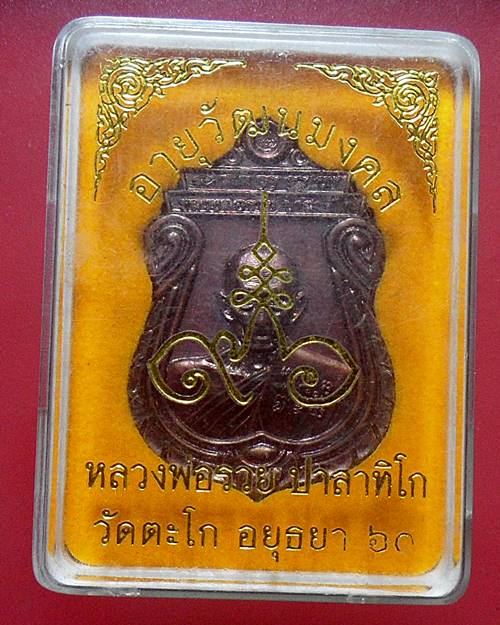 อายุวัฒนมงคล
หลวงพ่อรวย ปาสาทิโก
วัดตะโก อยุธยา ๖๐